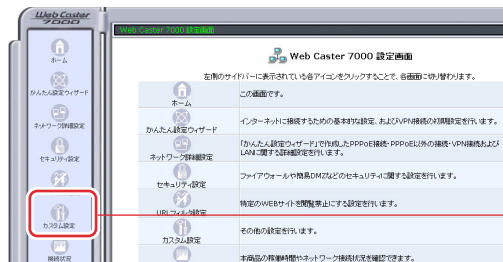 Web Caster
7000
Web Caster 7000 設定画面
ホーム
かんたん設定ウィザード
ネットワーク詳細設定
セキュリティ設定
カスタム設定
接続状況
Web Caster 7000 設定画面
左側のサイドバーに表示されている各アイコンをクリックすることで、各画面に切り替わります。
ホーム
この画面です。
かんたん設定ウィザード
インターネットに接続するための基本的な設定、およびVPN接続の初期設定を行います。
ネットワーク詳細設定
「かんたん設定ウィザード」で作成したPPPoE接続・PPPoE以外の接続・VPN接続および
LANに関する詳細設定を行います。
セキュリティ設定
ファイアウォールや簡易DMZなどのセキュリティに関する設定を行います。
URLフィルタ設定
特定のWEBサイトを閲覧禁止にする設定を行います。
カスタム設定
その他の設定を行います。
本商品の稼働時間やネットワーク接続状況を確認できます。